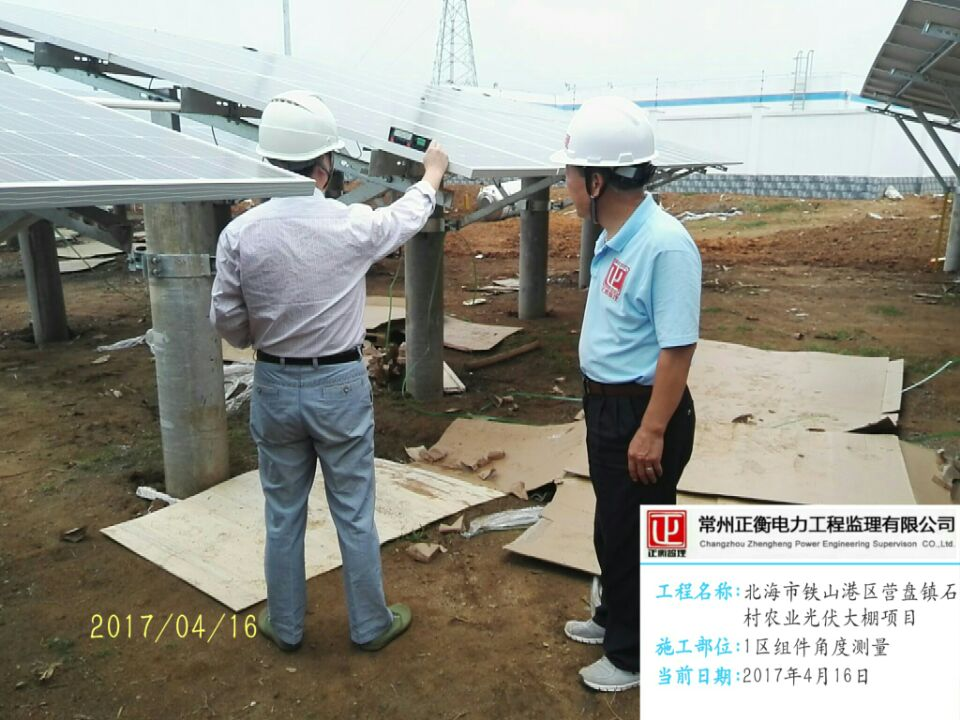 2017/04/16
正衡监理
常州正衡电力工程监理有限公司
Changzhou Zhengheng Power Engineering Supervison CO.,Ltd.
工程名称:北海市铁山港区营盘镇石
村农业光伏大棚项目
施工部位:1区组件角度测量
当前日期:2017年4月16日